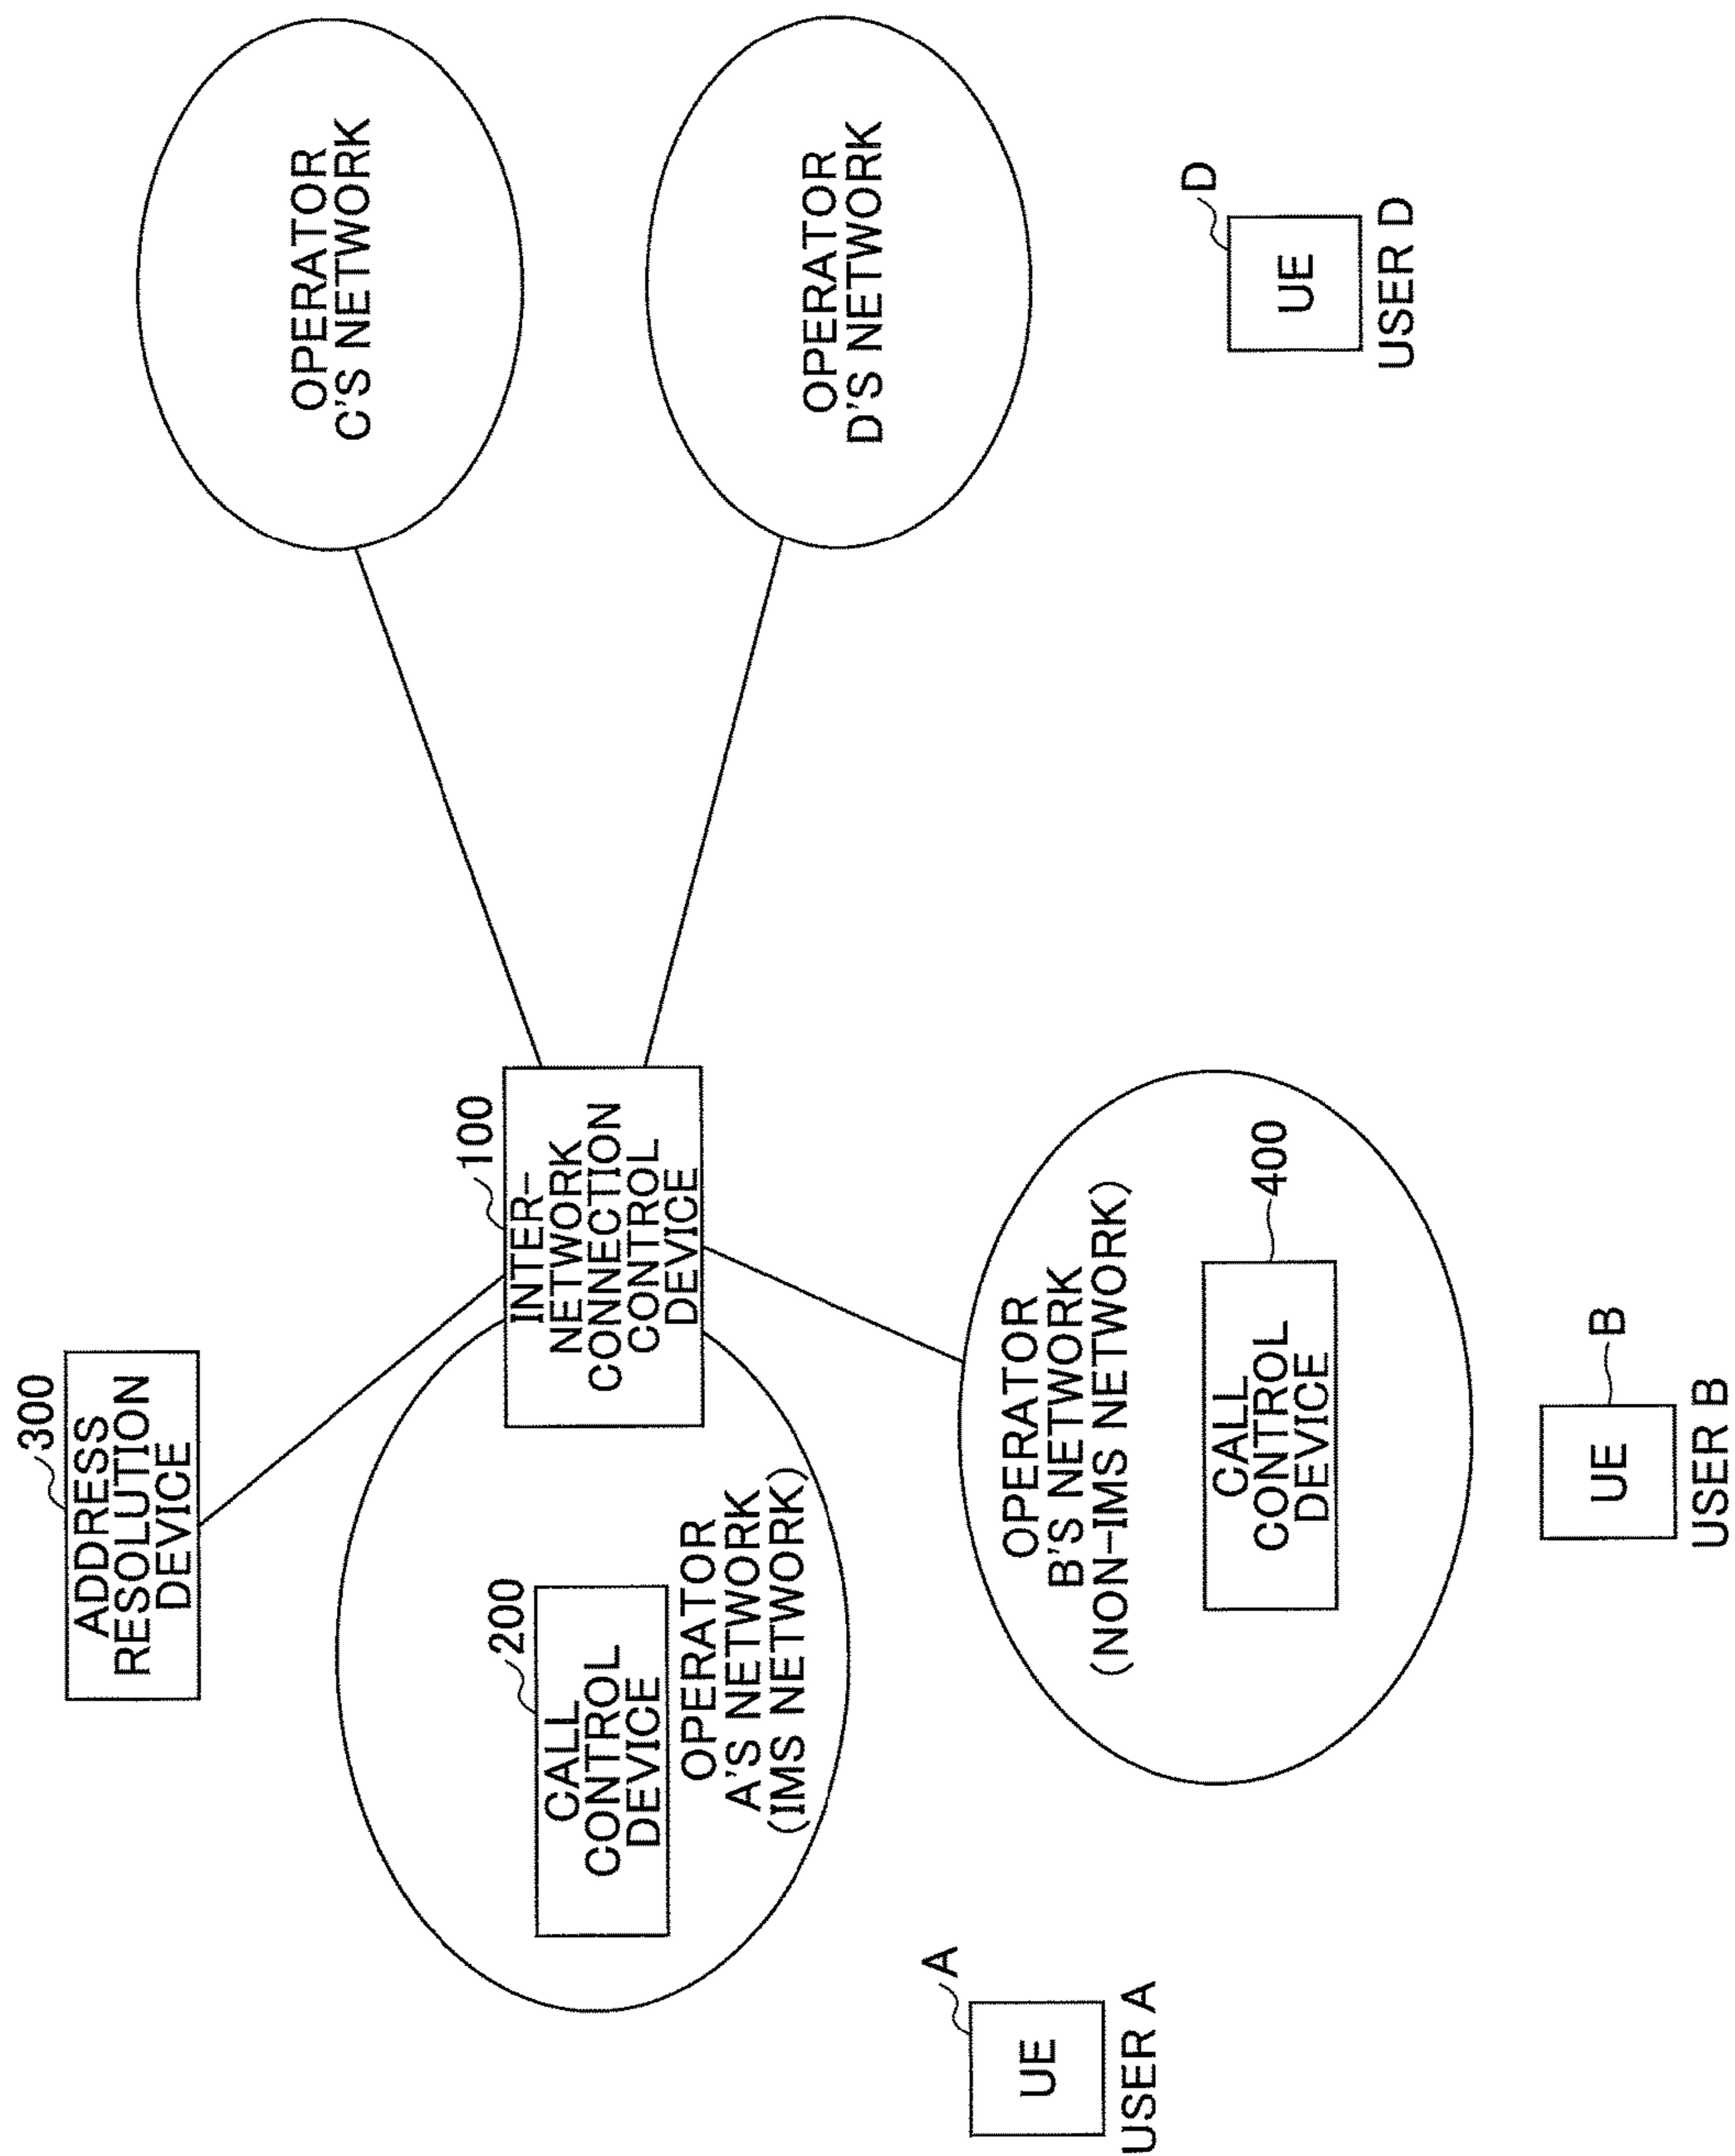 300
ADDRESS
RESOLUTION
DEVICE
100
INTER-
NETWORK
CONNECTION
CONTROL
DEVICE
200
CALL
CONTROL
DEVICE
OPERATOR
A'S NETWORK
(IMS NETWORK)
OPERATOR
C'S NETWORK
OPERATOR
D'S NETWORK
OPERATOR
B'S NETWORK
(NON-IMS NETWORK)
CALL
CONTROL
DEVICE
400
A
UE
USER A
B
UE
USER B
D
UE
USER D